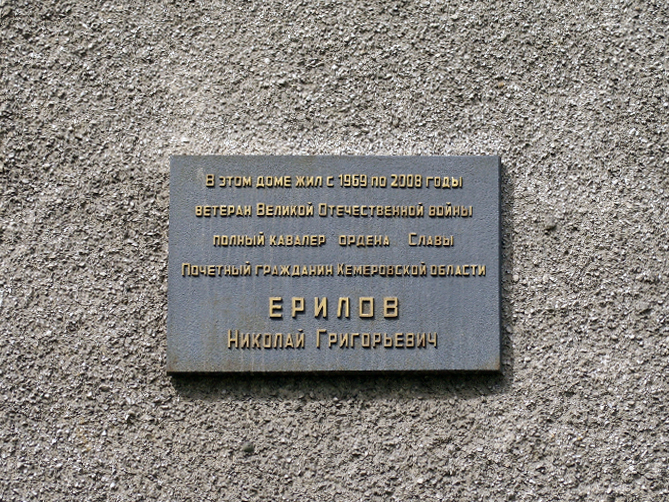 В этом доме жил с 1969 по 2008 годы
ветеран Великой Отечественной войны
полный кавалер ордена Славы
Почетный гражданин Кемеровской области
ЕРИЛОВ
Николай Григорьевич